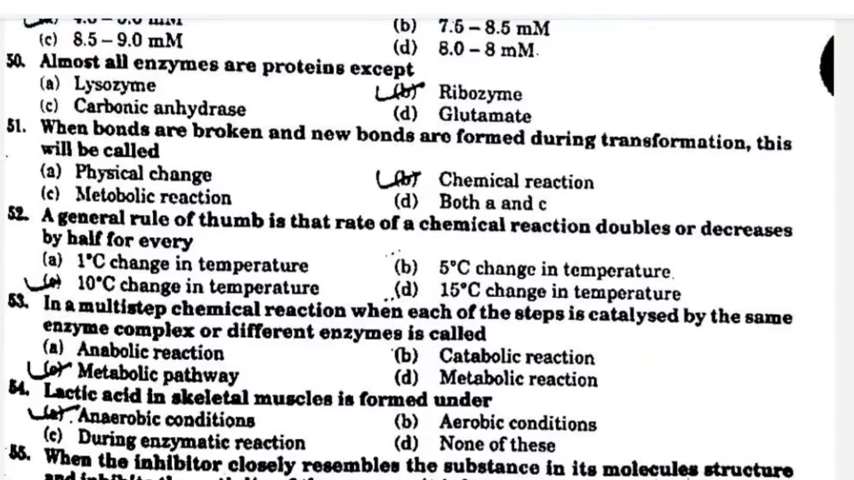 (b) 7.5 – 8.5 mM
(c) 8.5 – 9.0 mM
(d) 8.0 – 8 mM.
50. Almost all enzymes are proteins except
(a) Lysozyme
(b) Ribozyme
(c) Carbonic anhydrase
(d) Glutamate
51. When bonds are broken and new bonds are formed during transformation, this
will be called
(a) Physical change
(b) Chemical reaction
(c) Metobolic reaction
(d) Both a and c
52. A general rule of thumb is that rate of a chemical reaction doubles or decreases
by half for every
(a) 1°C change in temperature
(b) 5°C change in temperature
(c) 10°C change in temperature
(d) 15°C change in temperature
53. In a multistep chemical reaction when each of the steps is catalysed by the same
enzyme complex or different enzymes is called
(a) Anabolic reaction
(b) Catabolic reaction
(c) Metabolic pathway
(d) Metabolic reaction
54. Lactic acid in skeletal muscles is formed under
(a) Anaerobic conditions
(b) Aerobic conditions
(c) During enzymatic reaction
(d) None of these
55. When the inhibitor closely resembles the substance in its molecules structure